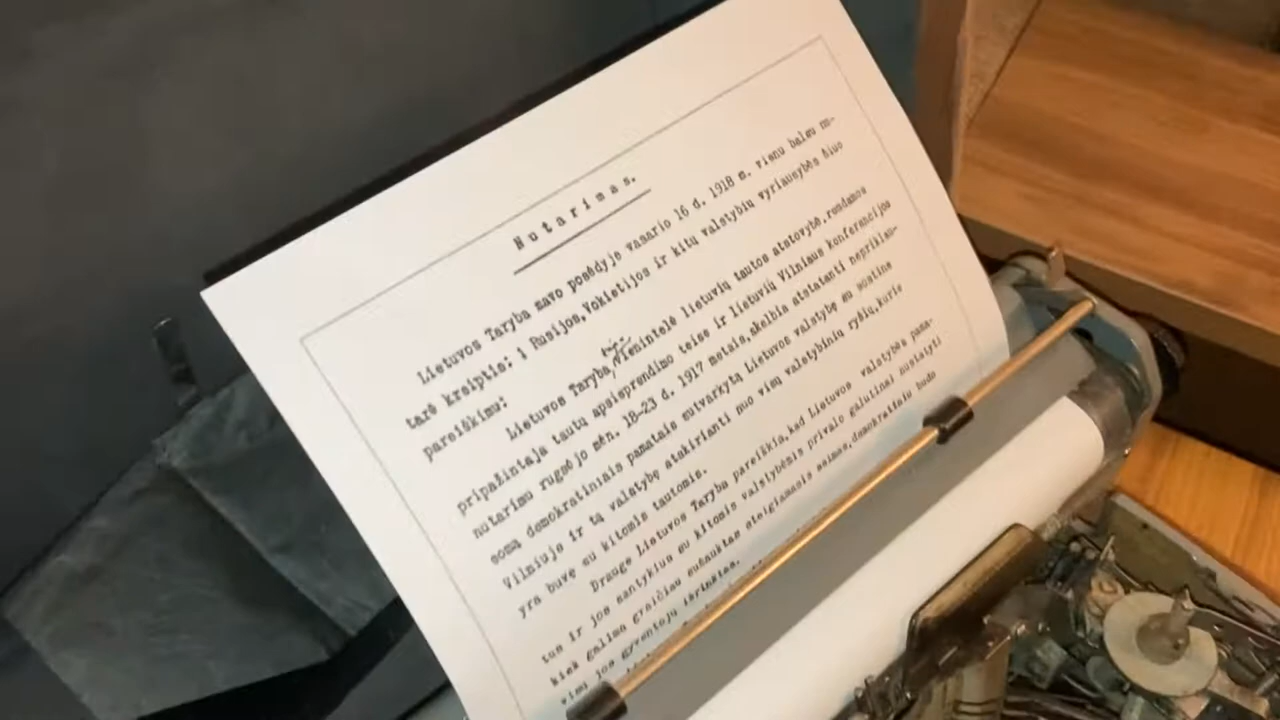 N u t a r i m a s.
Lietuvos Taryba savo posėdyje vasario 16 d. 1918 m. vienu balsu nu-
tarė kreiptis: į Rusijos, Vokietijos ir kitų valstybių vyriausybes šiuo
pareiškimu:
Lietuvos Taryba, kaip vienintelė lietuvių tautos atstovybė, remdamos
pripažintąja tautų apsisprendimo teise ir lietuvių Vilniaus konferencijos
nutarimu rugsėjo mėn. 18-23 d. 1917 metais, skelbia atstatanti nepriklau-
somą demokratiniais pamatais sutvarkytą Lietuvos valstybę su sostine
Vilniuje ir tą valstybę atskirianti nuo visų valstybinių ryšių, kurie
yra buvę su kitomis tautomis.
Drauge Lietuvos Taryba pareiškia, kad Lietuvos valstybės pama-
tus ir jos santykius su kitomis valstybėmis privalo galutinai nustatyti
kiek galima greičiau sušauktas steigiamasis seimas, demokratiniu budu
visų jos gyventojų išrinktas.